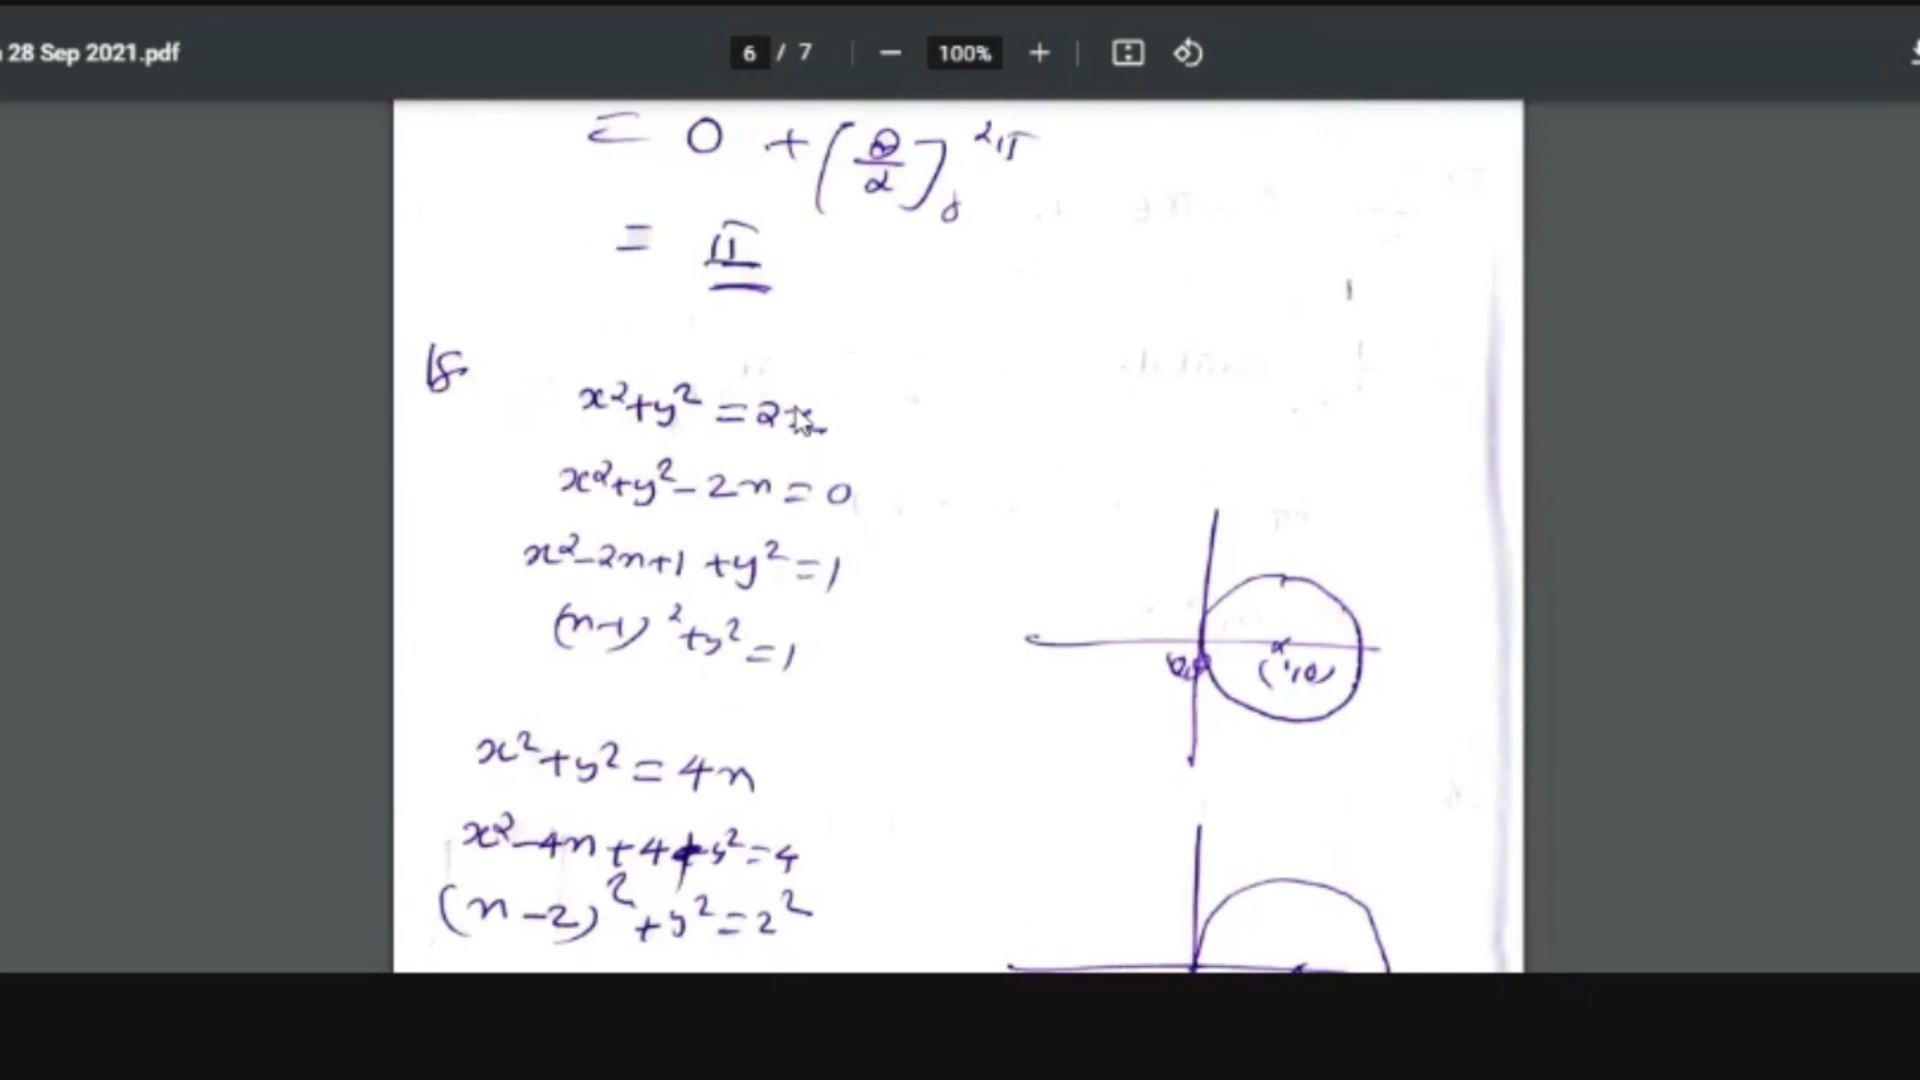 28 Sep 2021.pdf
6 / 7
100%
= 0 + [θ/2]₀^2π
= π
x²+y² = 2x
x²+y²-2x = 0
x²-2x+1 +y² = 1
(x-1)²+y² = 1
(1,0)
x²+y² = 4x
x²-4x+4+y² = 4
(x-2)²+y² = 2²